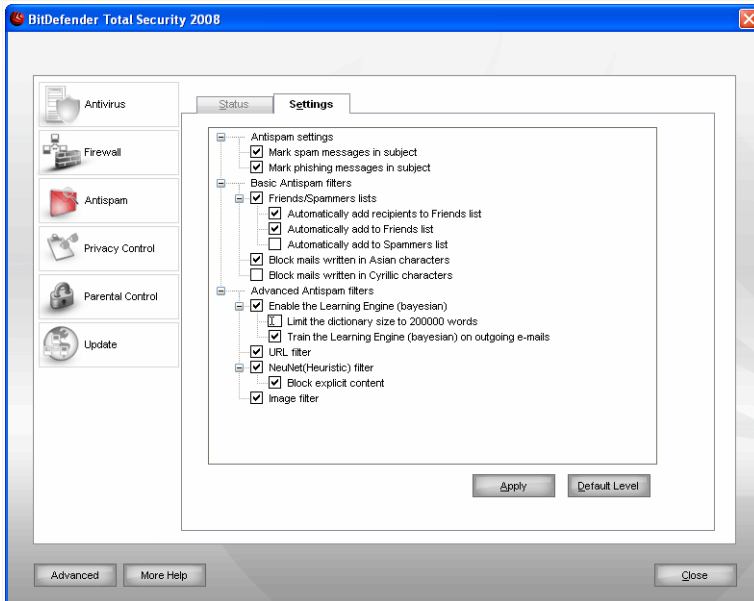 BitDefender Total Security 2008
Antivirus
Firewall
Antispam
Privacy Control
Parental Control
Update
Status
Settings
Antispam settings
Mark spam messages in subject
Mark phishing messages in subject
Basic Antispam filters
Friends/Spammers lists
Automatically add recipients to Friends list
Automatically add to Friends list
Automatically add to Spammers list
Block mails written in Asian characters
Block mails written in Cyrillic characters
Advanced Antispam filters
Enable the Learning Engine (bayesian)
Limit the dictionary size to 200000 words
Train the Learning Engine (bayesian) on outgoing e-mails
URL filter
NeuNet(Heuristic) filter
Block explicit content
Image filter
Apply
Default Level
Advanced
More Help
Close